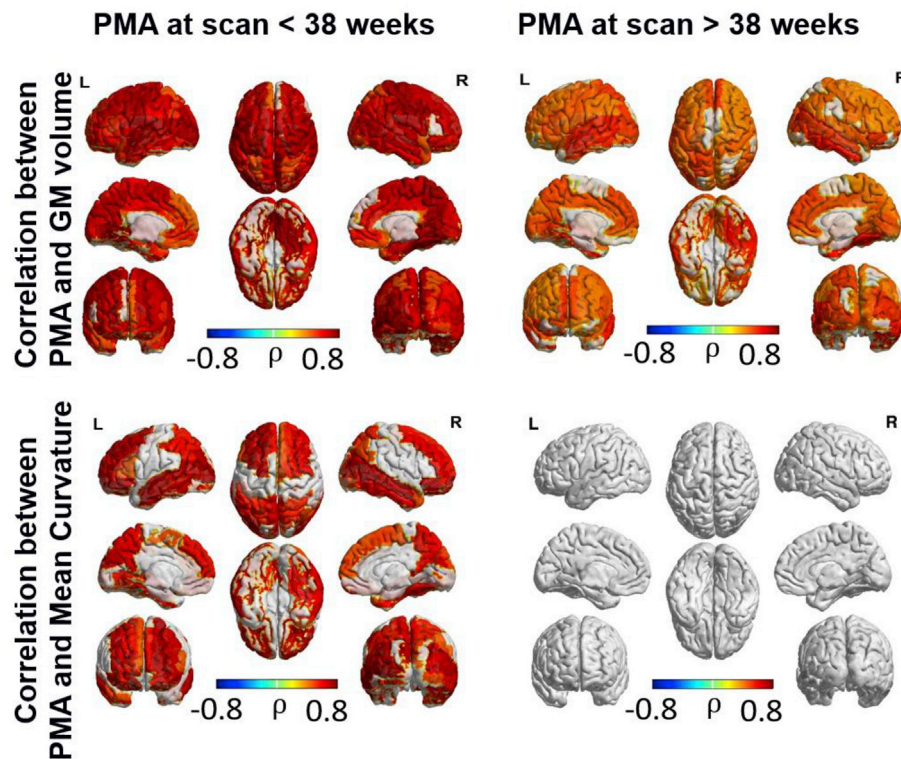 PMA at scan < 38 weeks
PMA at scan > 38 weeks
Correlation between
PMA and GM volume
L
R
-0.8 ρ 0.8
L
R
-0.8 ρ 0.8
Correlation between
PMA and Mean Curvature
L
R
-0.8 ρ 0.8
L
R
-0.8 ρ 0.8